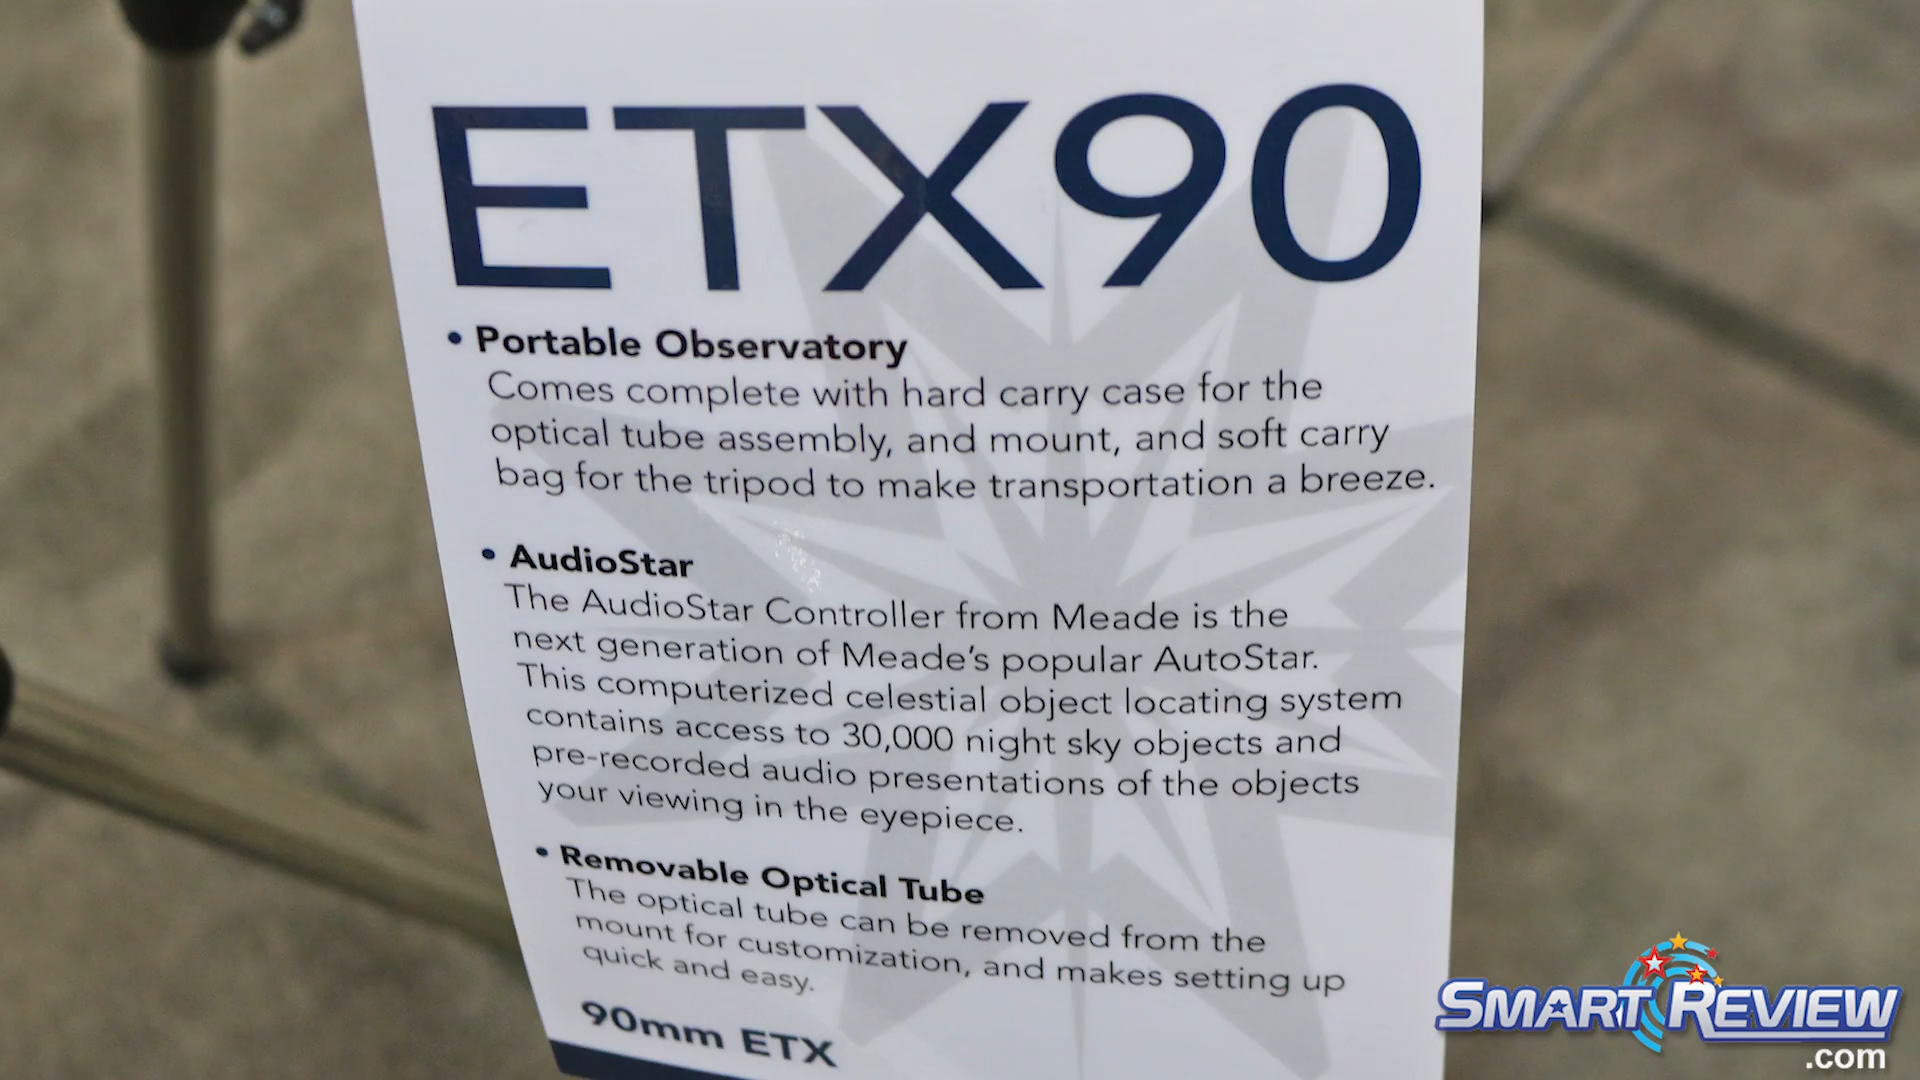 ETX90
• Portable Observatory
Comes complete with hard carry case for the
optical tube assembly, and mount, and soft carry
bag for the tripod to make transportation a breeze.
• AudioStar
The AudioStar Controller from Meade is the
next generation of Meade's popular AutoStar.
This computerized celestial object locating system
contains access to 30,000 night sky objects and
pre-recorded audio presentations of the objects
your viewing in the eyepiece.
• Removable Optical Tube
The optical tube can be removed from the
mount for customization, and makes setting up
quick and easy.
90mm ETX
SMART REVIEW
.com